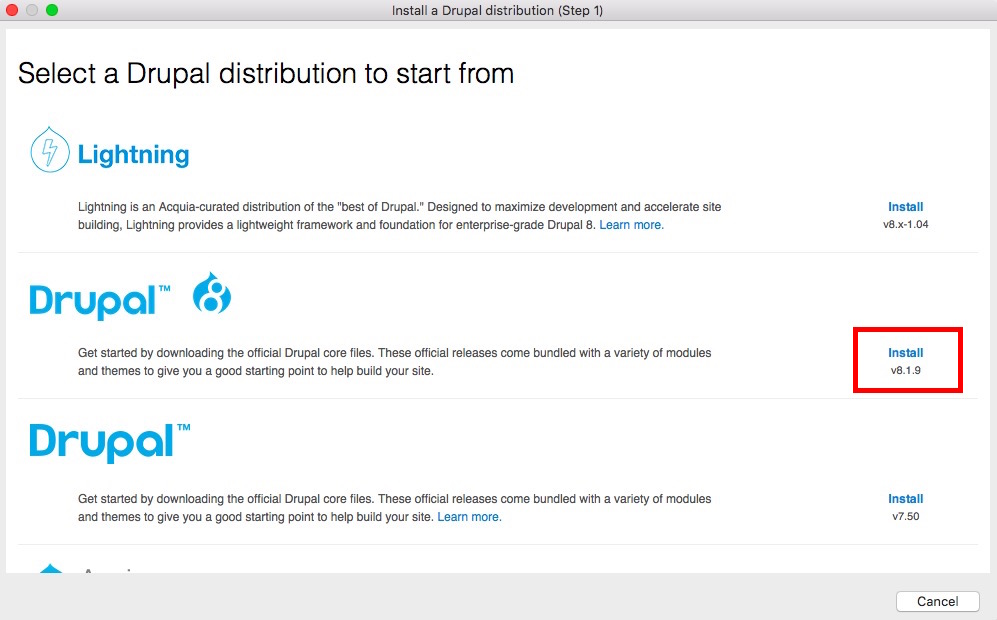 Install a Drupal distribution (Step 1)
Select a Drupal distribution to start from
Lightning
Lightning is an Acquia-curated distribution of the "best of Drupal." Designed to maximize development and accelerate site
building, Lightning provides a lightweight framework and foundation for enterprise-grade Drupal 8. Learn more.
Install
v8.x-1.04
Drupal™ 8
Get started by downloading the official Drupal core files. These official releases come bundled with a variety of modules
and themes to give you a good starting point to help build your site.
Install
v8.1.9
Drupal™
Get started by downloading the official Drupal core files. These official releases come bundled with a variety of modules
and themes to give you a good starting point to help build your site. Learn more.
Install
v7.50
Cancel